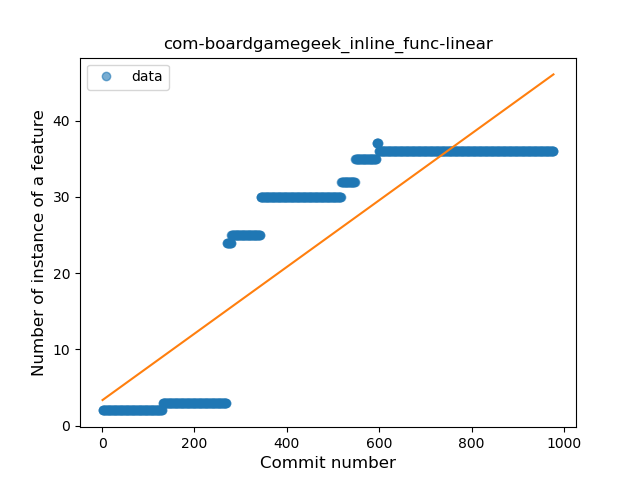 com-boardgamegeek_inline_func-linear
data
Number of instance of a feature
40
30
20
10
0
0 200 400 600 800 1000
Commit number